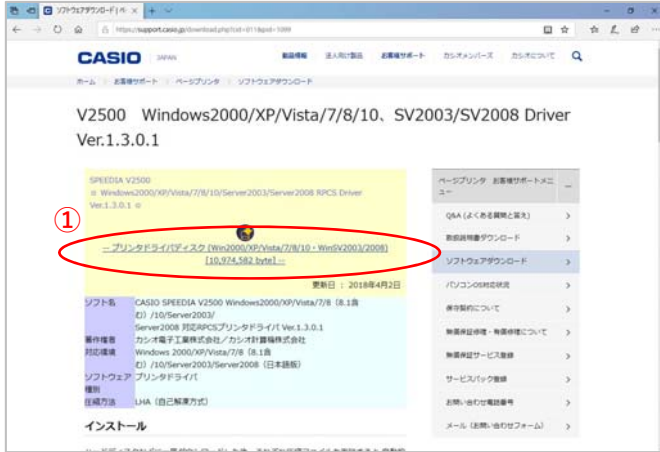 ソフトウェアダウンロード | ペ
https://support.casio.jp/download.php?cid=011&pid=1099
CASIO JAPAN
製品情報 法人向け製品 お客様サポート カシオメンバーズ カシオについて
ホーム お客様サポート ページプリンタ ソフトウェアダウンロード
V2500 Windows2000/XP/Vista/7/8/10、SV2003/SV2008 Driver
Ver.1.3.0.1
SPEEDIA V2500
Windows2000/XP/Vista/7/8/10/Server2003/Server2008 RPCS Driver
Ver.1.3.0.1
①
-- プリンタドライバディスク (Win2000/XP/Vista/7/8/10・WinSV2003/2008)
[10,974,582 byte] --
更新日 : 2018年4月2日
ソフト名 CASIO SPEEDIA V2500 Windows2000/XP/Vista/7/8 (8.1含
む) /10/Server2003/
Server2008 対応RPCSプリンタドライバ Ver.1.3.0.1
著作権者 カシオ電子工業株式会社／カシオ計算機株式会社
対応環境 Windows 2000/XP/Vista/7/8 (8.1含
む) /10/Server2003/Server2008 (日本語版)
ソフトウェア プリンタドライバ
種別
圧縮方法 LHA (自己解凍方式)
インストール
ページプリンタ お客様サポートメニ
ュー
Q&A (よくある質問と答え)
取扱説明書ダウンロード
ソフトウェアダウンロード
パソコンOS対応状況
保守契約について
無償保証修理・有償修理について
無償保証サービス登録
サービスパック登録
お問い合わせ電話番号
メール (お問い合わせフォーム)